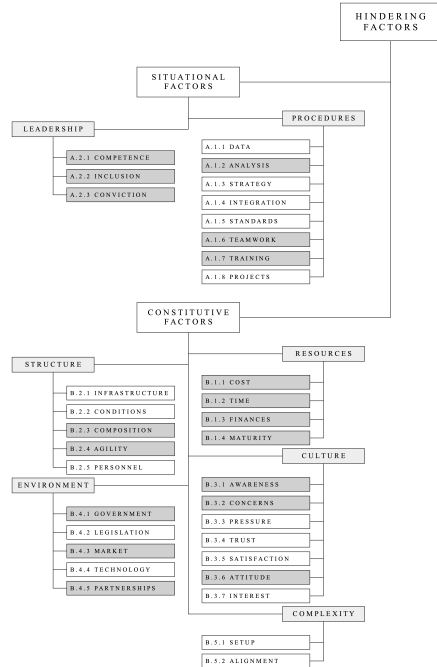 HINDERING
FACTORS
SITUATIONAL
FACTORS
LEADERSHIP
A.2.1 COMPETENCE
A.2.2 INCLUSION
A.2.3 CONVICTION
PROCEDURES
A.1.1 DATA
A.1.2 ANALYSIS
A.1.3 STRATEGY
A.1.4 INTEGRATION
A.1.5 STANDARDS
A.1.6 TEAMWORK
A.1.7 TRAINING
A.1.8 PROJECTS
CONSTITUTIVE
FACTORS
STRUCTURE
B.2.1 INFRASTRUCTURE
B.2.2 CONDITIONS
B.2.3 COMPOSITION
B.2.4 AGILITY
B.2.5 PERSONNEL
RESOURCES
B.1.1 COST
B.1.2 TIME
B.1.3 FINANCES
B.1.4 MATURITY
ENVIRONMENT
B.4.1 GOVERNMENT
B.4.2 LEGISLATION
B.4.3 MARKET
B.4.4 TECHNOLOGY
B.4.5 PARTNERSHIPS
CULTURE
B.3.1 AWARENESS
B.3.2 CONCERNS
B.3.3 PRESSURE
B.3.4 TRUST
B.3.5 SATISFACTION
B.3.6 ATTITUDE
B.3.7 INTEREST
COMPLEXITY
B.5.1 SETUP
B.5.2 ALIGNMENT